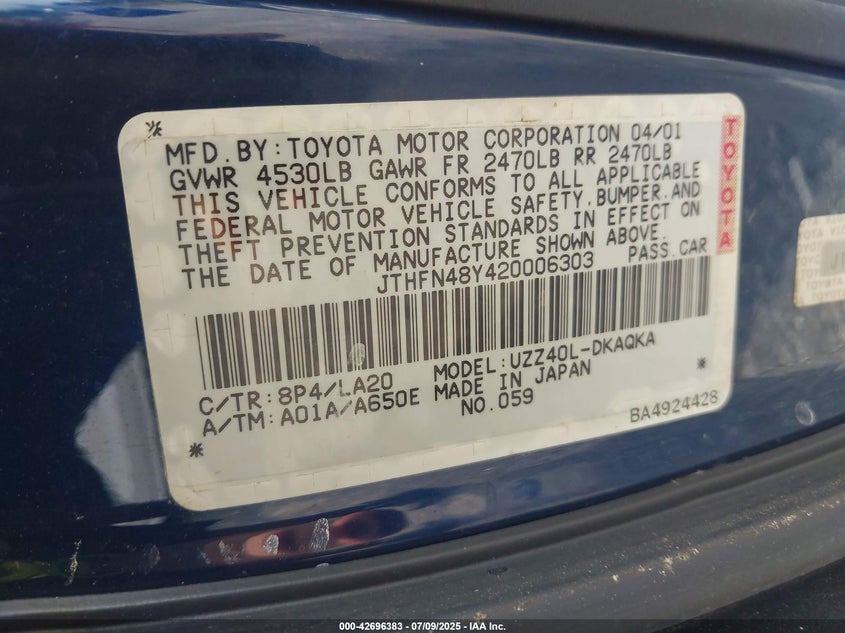 MFD.BY:TOYOTA MOTOR CORPORATION 04/01
GVWR 4530LB GAWR FR 2470LB RR 2470LB
THIS VEHICLE CONFORMS TO ALL APPLICABLE
FEDERAL MOTOR VEHICLE SAFETY,BUMPER,AND
THEFT PREVENTION STANDARDS IN EFFECT ON
THE DATE OF MANUFACTURE SHOWN ABOVE.
JTHFN48Y420006303 PASS.CAR
C/TR:8P4/LA20 MODEL:UZZ40L-DKAQKA
A/TM:A01A/A650E MADE IN JAPAN
NO.059
BA4924428
TOYOTA
000-42696383 / 07/09/2025 - IAA Inc.